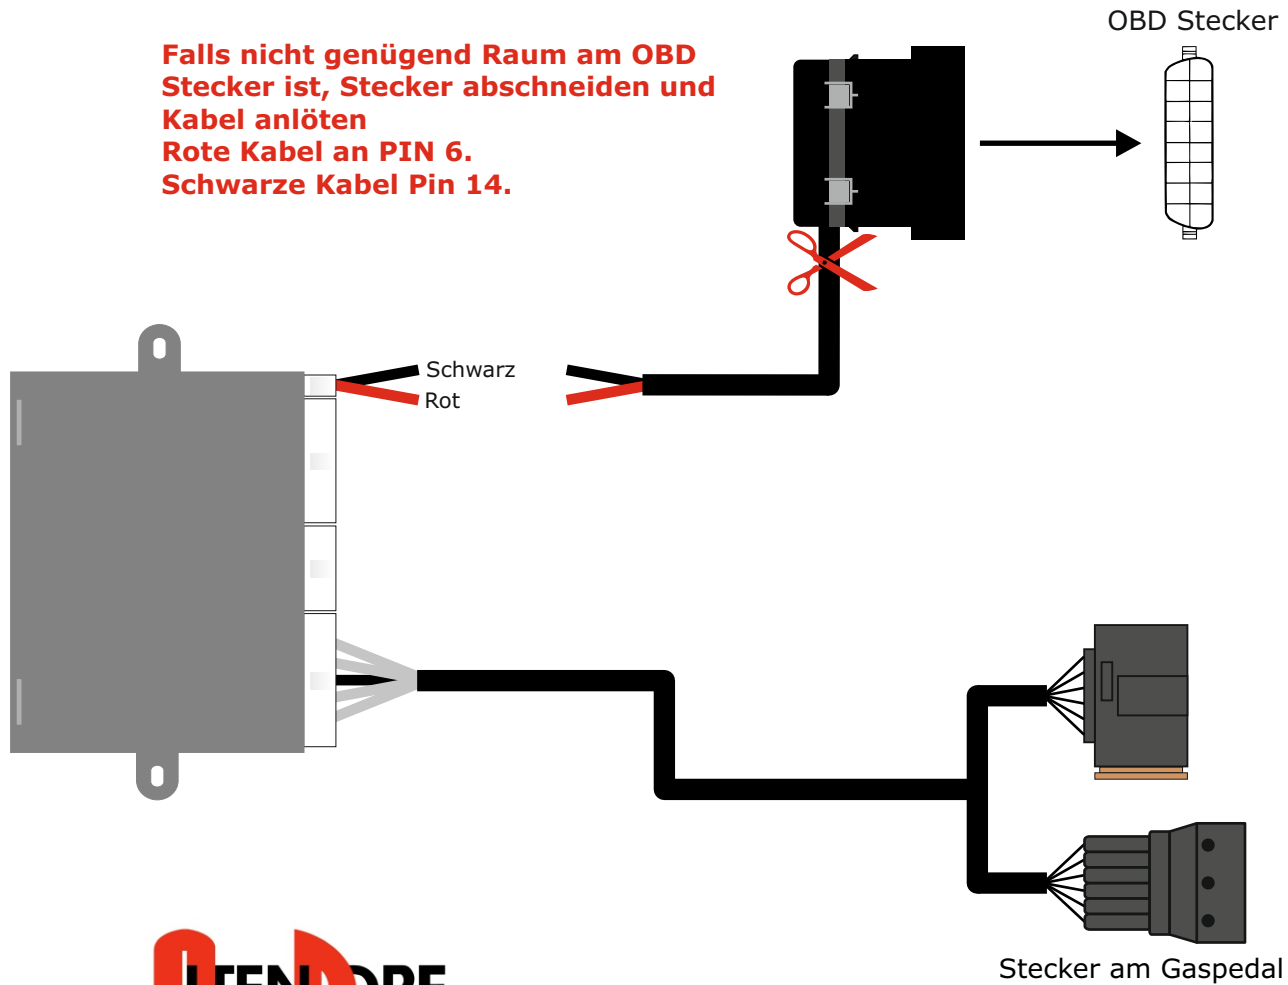 OBD Stecker
Falls nicht genügend Raum am OBD
Stecker ist, Stecker abschneiden und
Kabel anlöten
Rote Kabel an PIN 6.
Schwarze Kabel Pin 14.
Schwarz
Rot
Stecker am Gaspedal